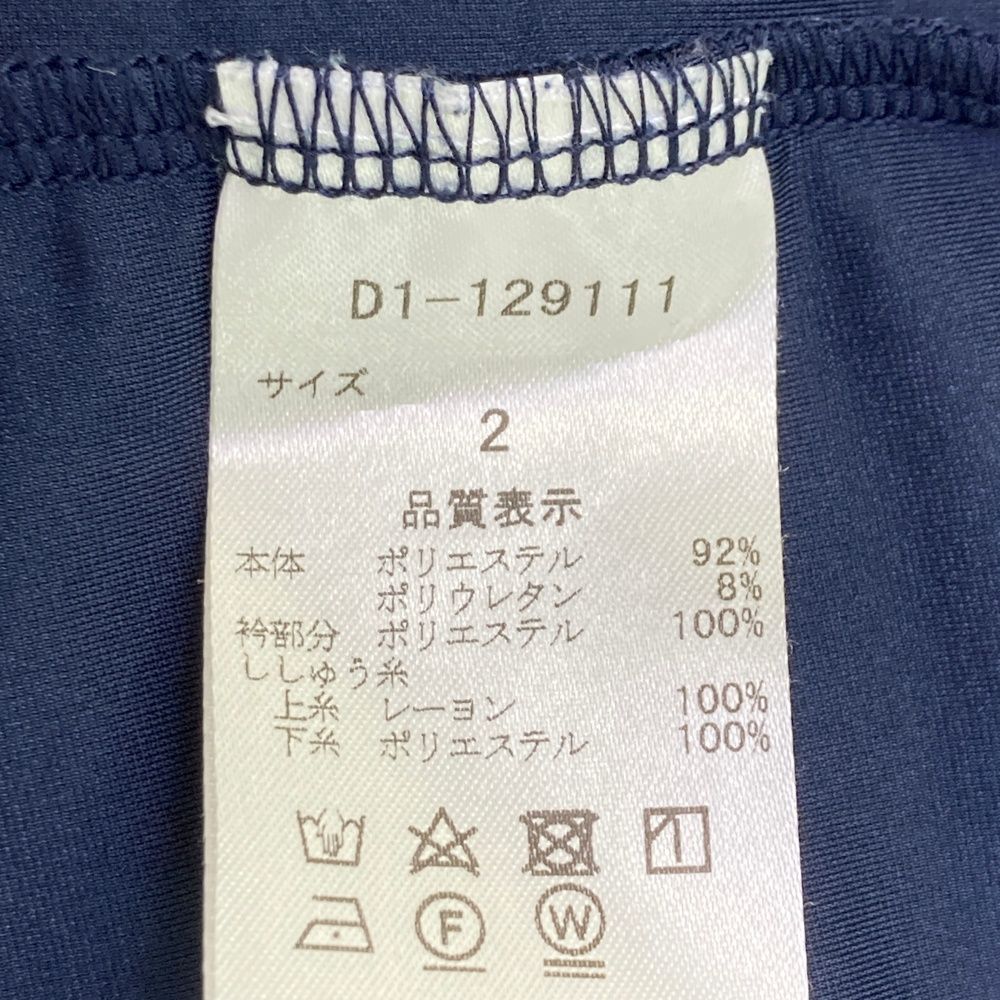 D1-129111
サイズ
2
品質表示
本体 ポリエステル 92%
ポリウレタン 8%
衿部分 ポリエステル 100%
ししゅう糸
上糸 レーヨン 100%
下糸 ポリエステル 100%
F W